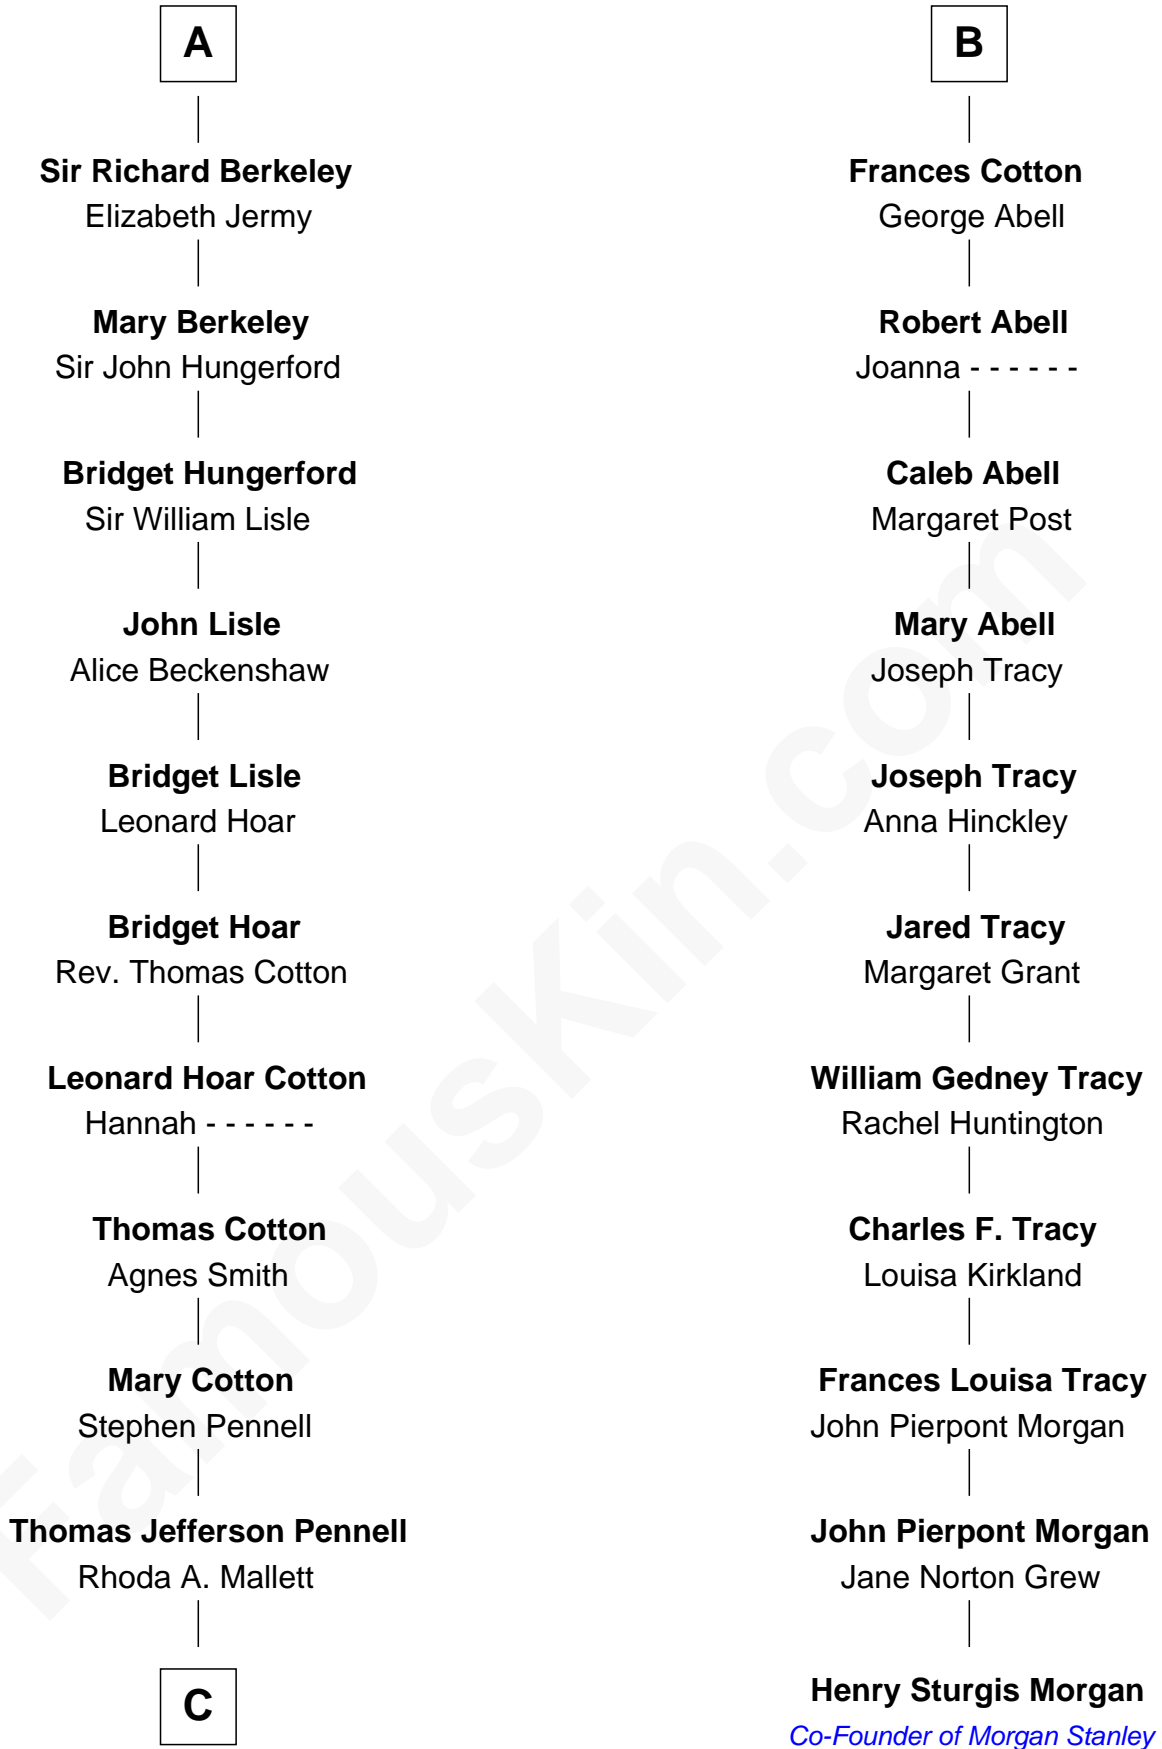 A
Sir Richard Berkeley
Elizabeth Jermy
Mary Berkeley
Sir John Hungerford
Bridget Hungerford
Sir William Lisle
John Lisle
Alice Beckenshaw
Bridget Lisle
Leonard Hoar
Bridget Hoar
Rev. Thomas Cotton
Leonard Hoar Cotton
Hannah - - - - - -
Thomas Cotton
Agnes Smith
Mary Cotton
Stephen Pennell
Thomas Jefferson Pennell
Rhoda A. Mallett
C
B
Frances Cotton
George Abell
Robert Abell
Joanna - - - - - -
Caleb Abell
Margaret Post
Mary Abell
Joseph Tracy
Joseph Tracy
Anna Hinckley
Jared Tracy
Margaret Grant
William Gedney Tracy
Rachel Huntington
Charles F. Tracy
Louisa Kirkland
Frances Louisa Tracy
John Pierpont Morgan
John Pierpont Morgan
Jane Norton Grew
Henry Sturgis Morgan
Co-Founder of Morgan Stanley
FamousKin.com